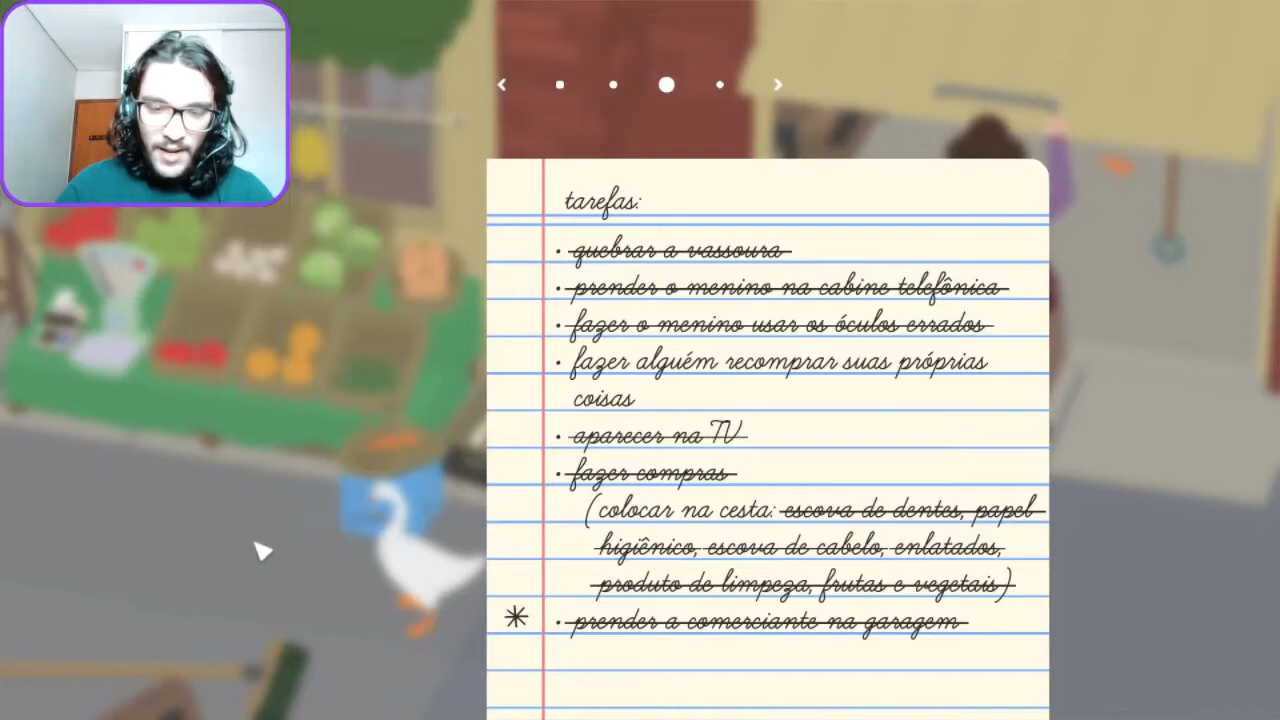 tarefas:
• quebrar a vassoura
• prender o menino na cabine telefônica
• fazer o menino usar os óculos errados
• fazer alguém recomprar suas próprias
coisas
• aparecer na TV
• fazer compras
(colocar na cesta: escova de dentes, papel
higiênico, escova de cabelo, enlatados,
produto de limpeza, frutas e vegetais)
• prender a comerciante na garagem